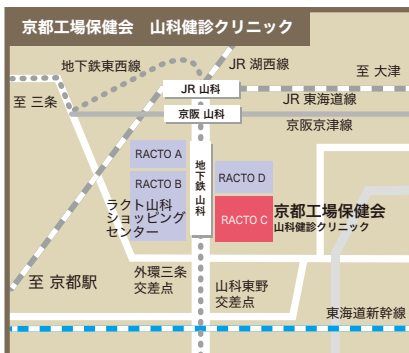 京都工場保健会　山科健診クリニック
地下鉄東西線
JR 湖西線
至 大津
至 三条
JR 山科
JR 東海道線
京阪 山科
京阪京津線
RACTO A
地下鉄 山科
RACTO B
RACTO D
ラクト山科
ショッピング
センター
RACTO C
京都工場保健会
山科健診クリニック
至 京都駅
外環三条
交差点
山科東野
交差点
東海道新幹線